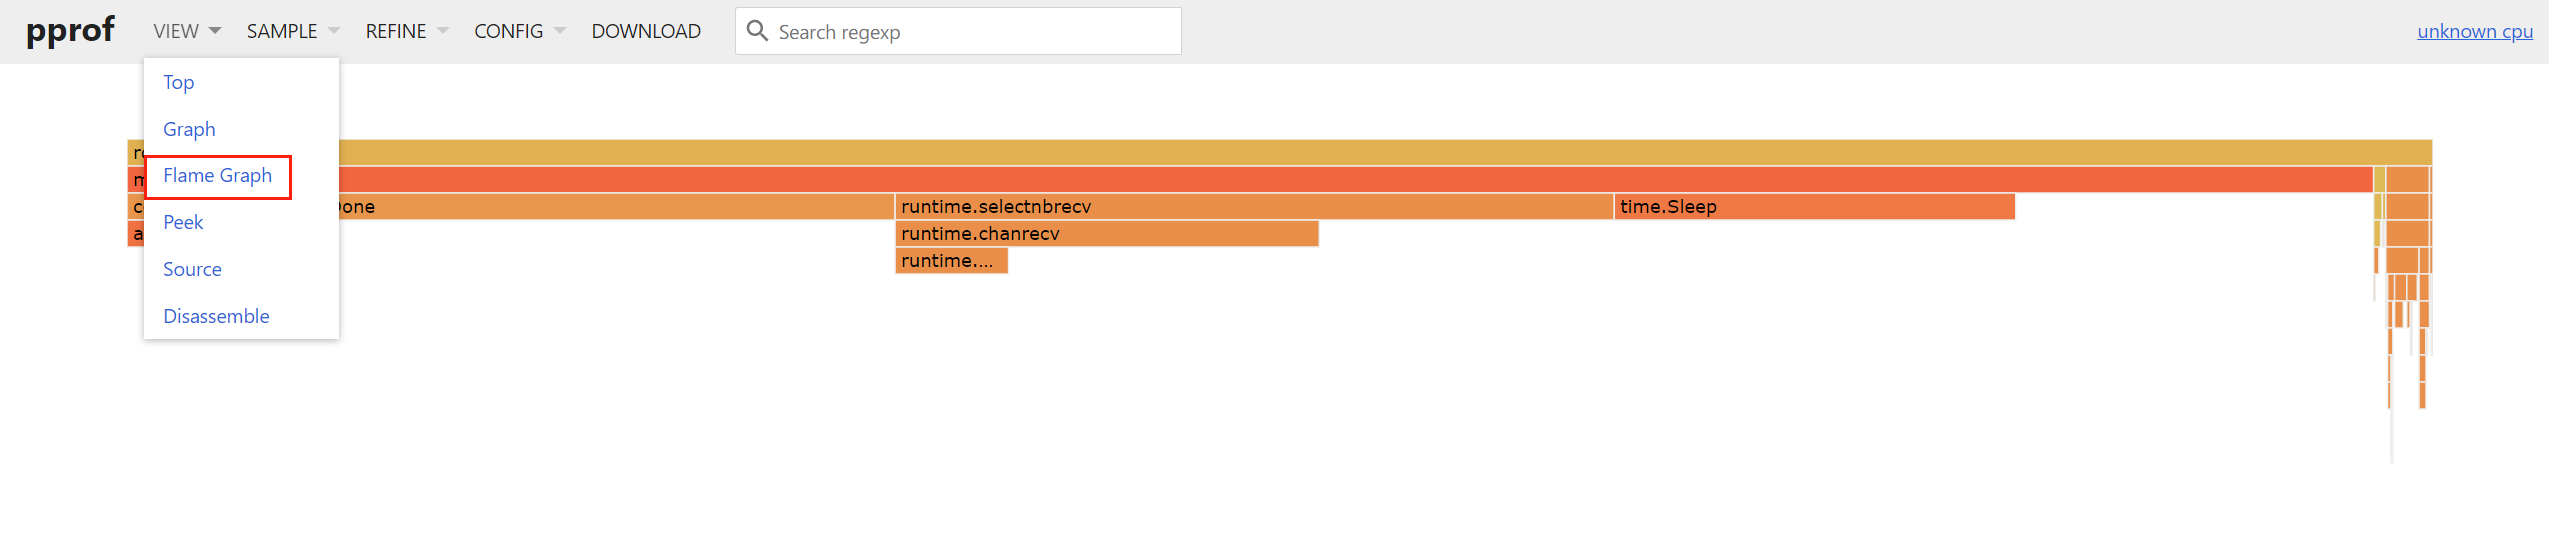 pprof VIEW SAMPLE REFINE CONFIG DOWNLOAD Search regexp unknown cpu
Top
Graph
Flame Graph
Peek
Source
Disassemble
runtime.selectnbrecv time.Sleep
runtime.chanrecv
runtime....